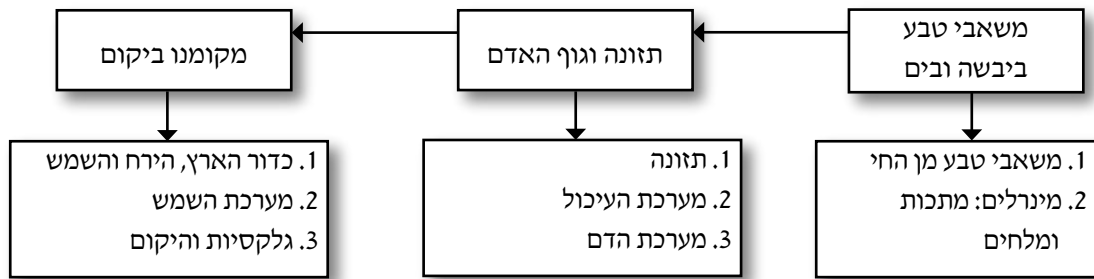 משאבי טבע
ביבשה ובים
תזונה וגוף האדם
מקומנו ביקום
1. משאבי טבע מן החי
2. מינרלים: מתכות
ומלחים
1. תזונה
2. מערכת העיכול
3. מערכת הדם
1. כדור הארץ, הירח והשמש
2. מערכת השמש
3. גלקסיות והיקום